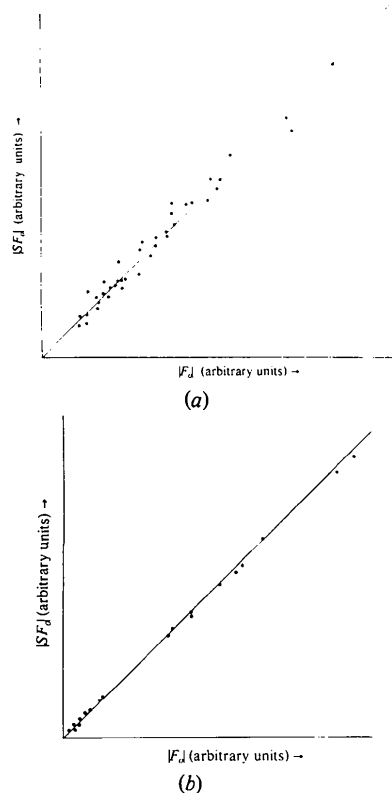 |SF_d| (arbitrary units) →
|F_d| (arbitrary units) →
(a)
|SF_d| (arbitrary units) →
|F_d| (arbitrary units) →
(b)